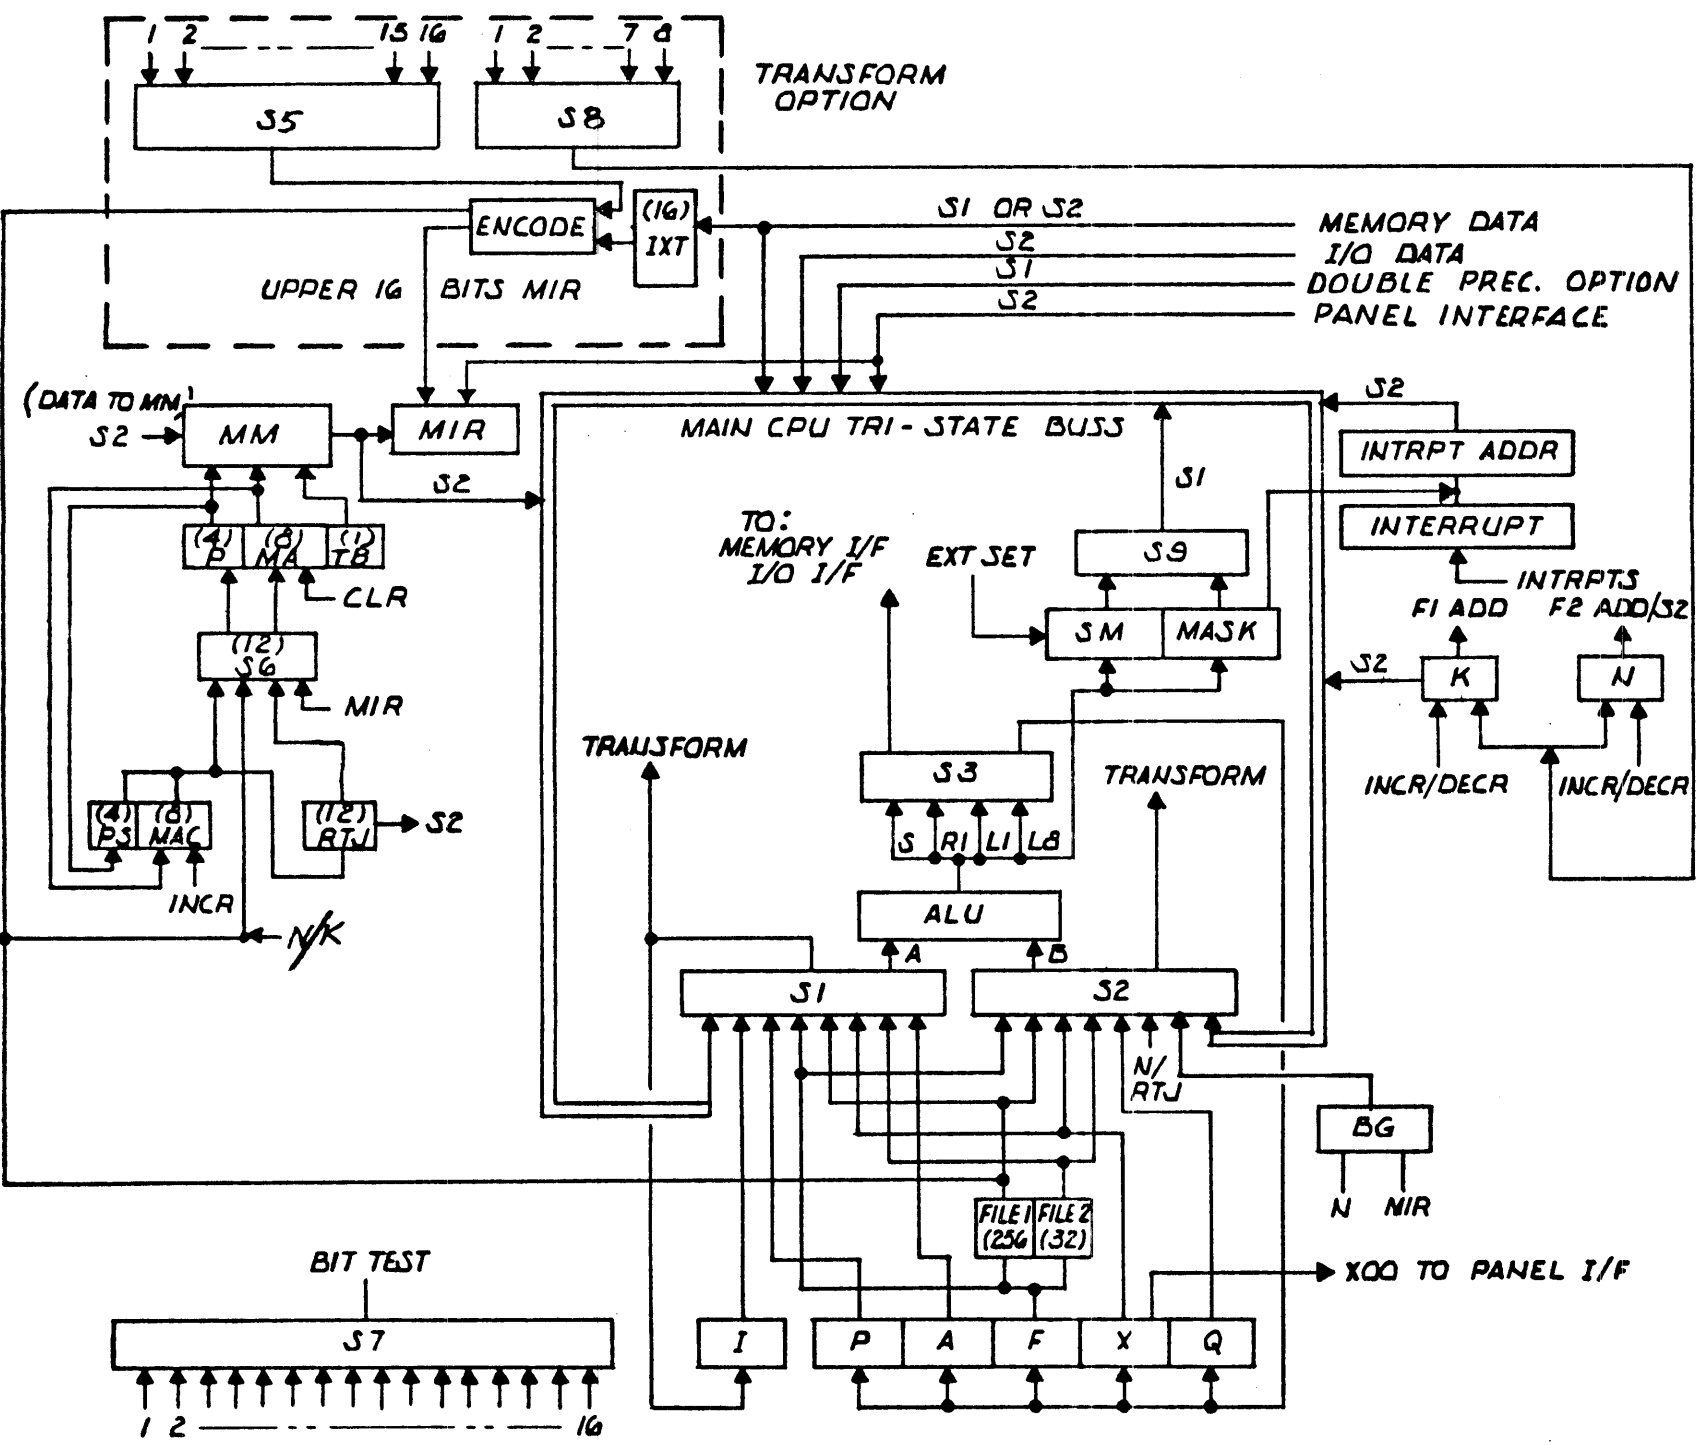 1 2 15 16
1 2 7 8
S5
S8
TRANSFORM
OPTION
ENCODE
(16)
IXT
UPPER 16 BITS MIR
S1 OR S2
MEMORY DATA
S2
I/O DATA
S1
DOUBLE PREC. OPTION
S2
PANEL INTERFACE
(DATA TO MM)
S2
MM
MIR
S2
MAIN CPU TRI-STATE BUSS
S2
INTRPT ADDR
INTERRUPT
INTRPTS
S1
TO:
MEMORY I/F
I/O I/F
EXT SET
S9
SM
MASK
(4)
P
(8)
MA
(1)
TB
CLR
(12)
S6
MIR
F1 ADD
F2 ADD/S2
S2
K
N
INCR/DECR
INCR/DECR
TRANSFORM
S3
TRANSFORM
(4)
PS
(8)
MAC
(12)
RTJ
S2
INCR
N/K
S R1 L1 L8
ALU
A
B
S1
S2
N/
RTJ
BG
N
MIR
FILE 1
(256
FILE 2
(32)
X00 TO PANEL I/F
BIT TEST
S7
1 2 16
I
P
A
F
X
Q